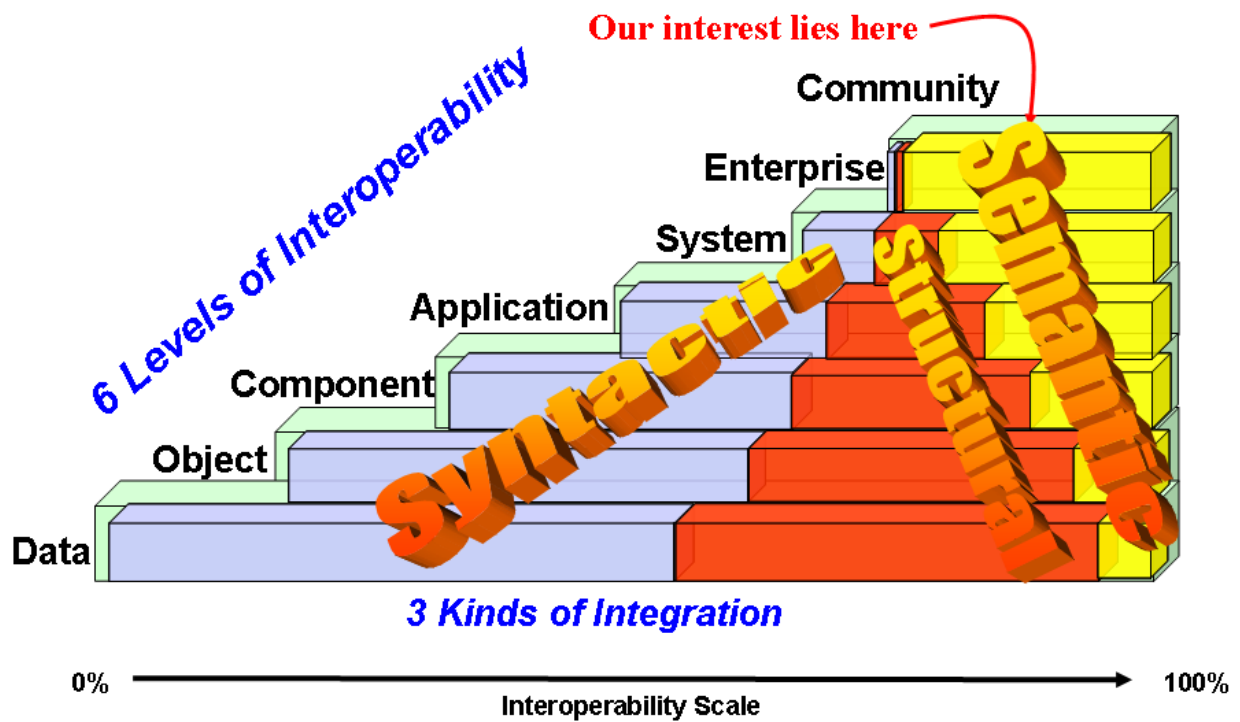 Our interest lies here
6 Levels of Interoperability
Community
Enterprise
System
Application
Component
Object
Data
Syntactic
Structural
Semantic
3 Kinds of Integration
0%
100%
Interoperability Scale